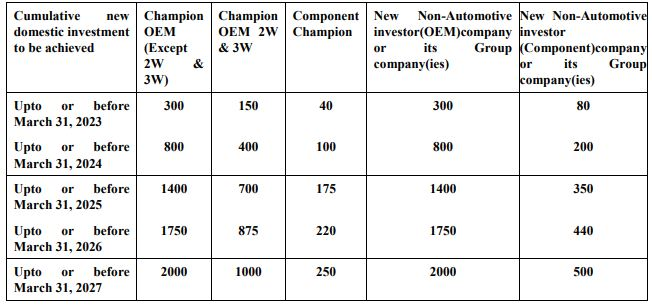 Cumulative new
domestic investment
to be achieved
Champion
OEM
(Except
2W &
3W)
Champion
OEM 2W
& 3W
Component
Champion
New Non-Automotive
investor(OEM)company
or its Group
company(ies)
New Non-Automotive
investor
(Component)company
or its Group
company(ies)
Upto or before
March 31, 2023
300
150
40
300
80
Upto or before
March 31, 2024
800
400
100
800
200
Upto or before
March 31, 2025
1400
700
175
1400
350
Upto or before
March 31, 2026
1750
875
220
1750
440
Upto or before
March 31, 2027
2000
1000
250
2000
500